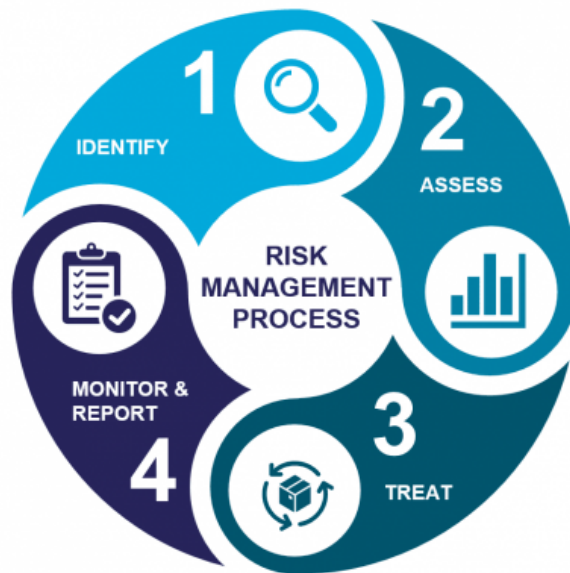 RISK
MANAGEMENT
PROCESS
1
IDENTIFY
2
ASSESS
3
TREAT
MONITOR &
REPORT
4